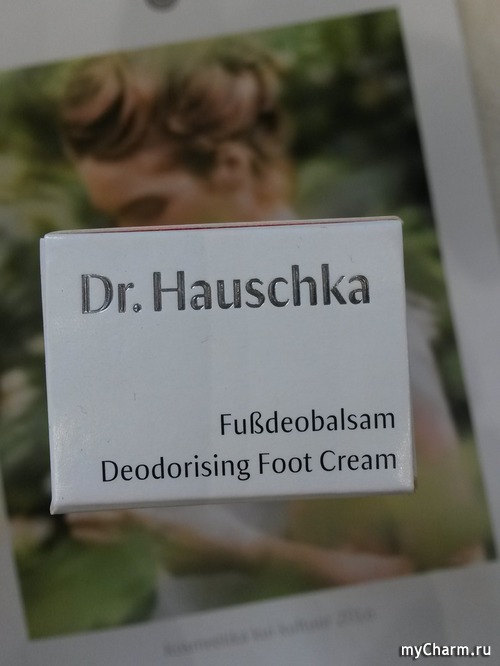 Dr. Hauschka
Fußdeobalsam
Deodorising Foot Cream
myCharm.ru